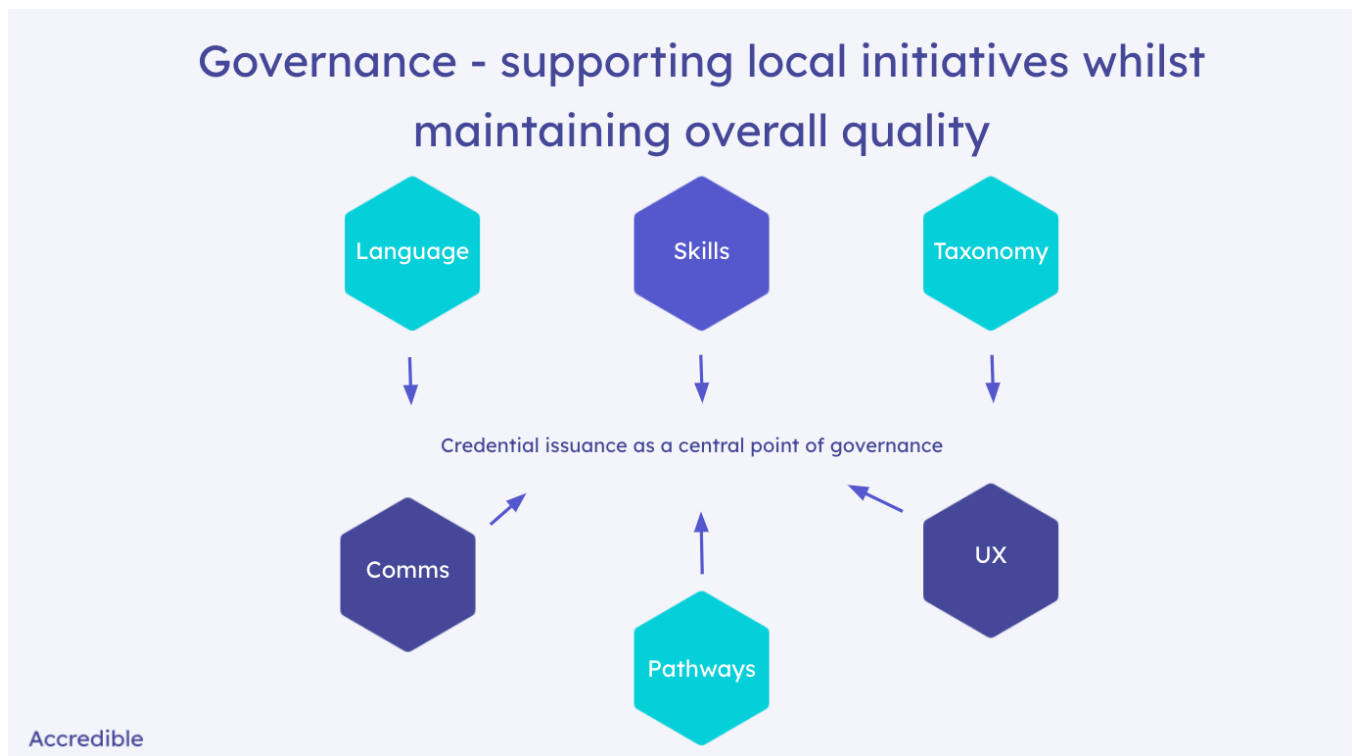 Governance - supporting local initiatives whilst
maintaining overall quality
Language
Skills
Taxonomy
Credential issuance as a central point of governance
Comms
UX
Pathways
Accredible